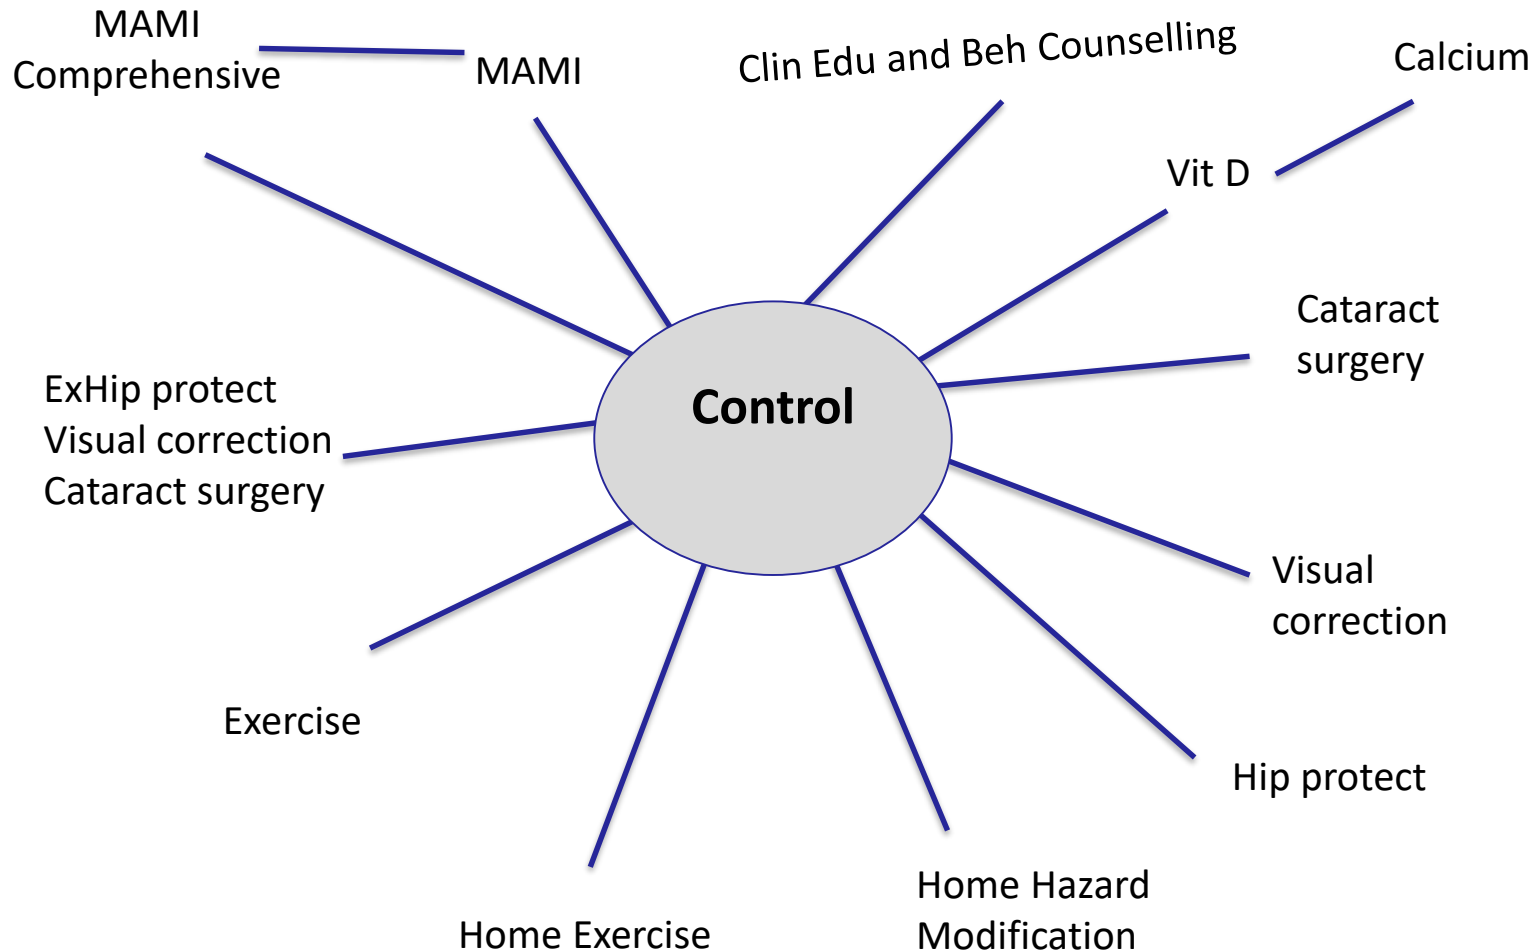 MAMI
Comprehensive
MAMI
Clin Edu and Beh Counselling
Calcium
Vit D
Cataract
surgery
ExHip protect
Visual correction
Cataract surgery
Control
Visual
correction
Exercise
Hip protect
Home Exercise
Home Hazard
Modification